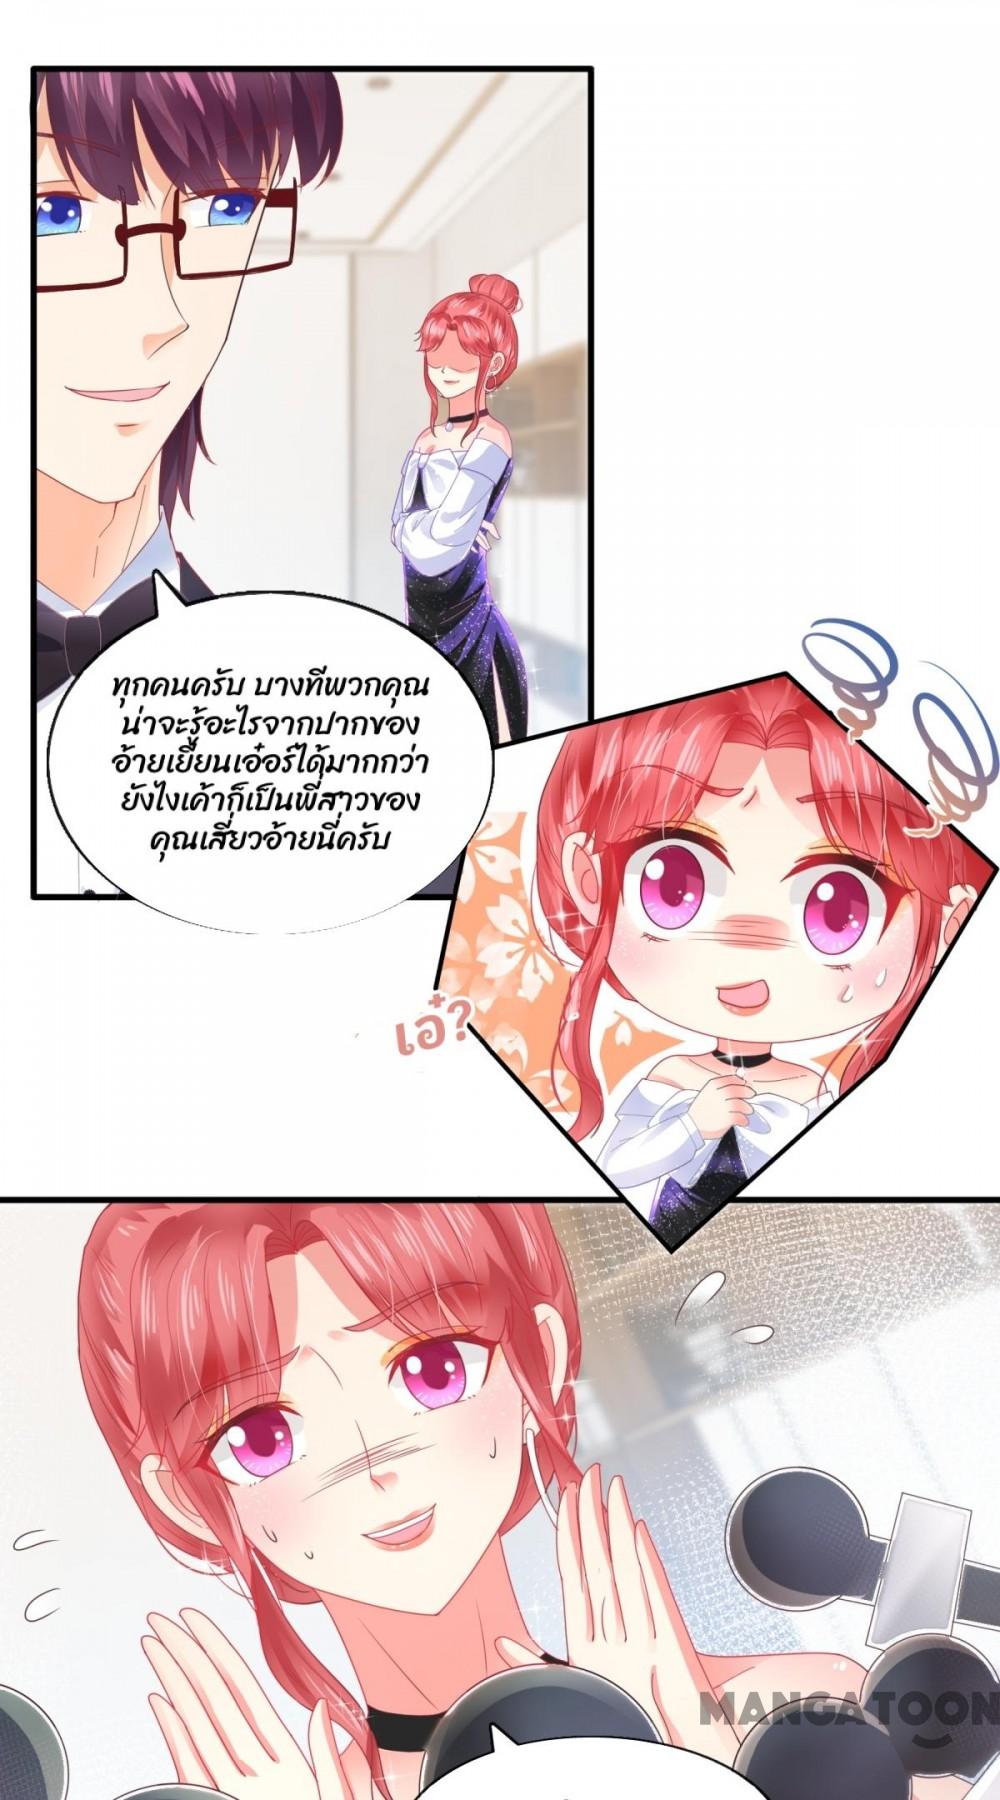 ทุกคนครับ บางทีพวกคุณ
น่าจะรู้อะไรจากปากของ
อ้ายเยียนเอ๋อร์ได้มากกว่า
ยังไงเค้าก็เป็นพี่สาวของ
คุณเสี่ยวอ้ายนี่ครับ
เอ๋?
MANGATOON